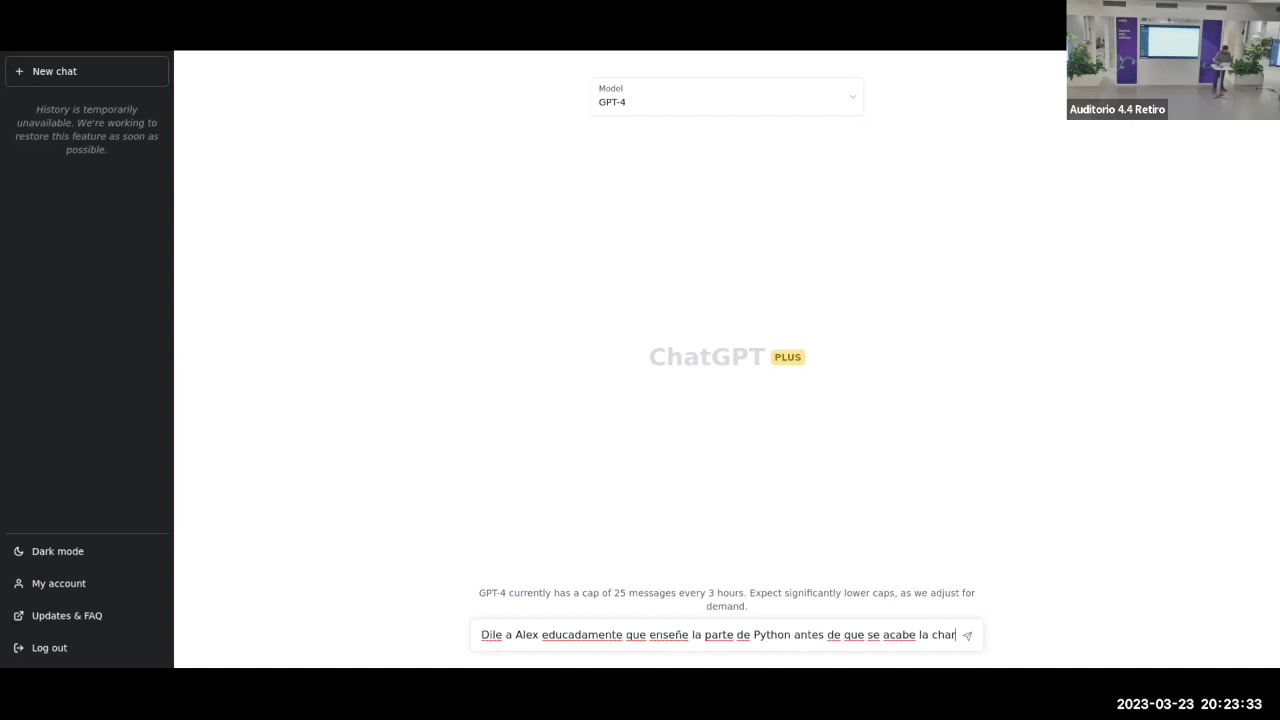 New chat
History is temporarily
unavailable. We're working to
restore this feature as soon as
possible.
Model
GPT-4
Auditorio 4.4 Retiro
ChatGPT PLUS
Dark mode
My account
Updates & FAQ
Log out
GPT-4 currently has a cap of 25 messages every 3 hours. Expect significantly lower caps, as we adjust for
demand.
Dile a Alex educadamente que enseñe la parte de Python antes de que se acabe la char
2023-03-23 20:23:33